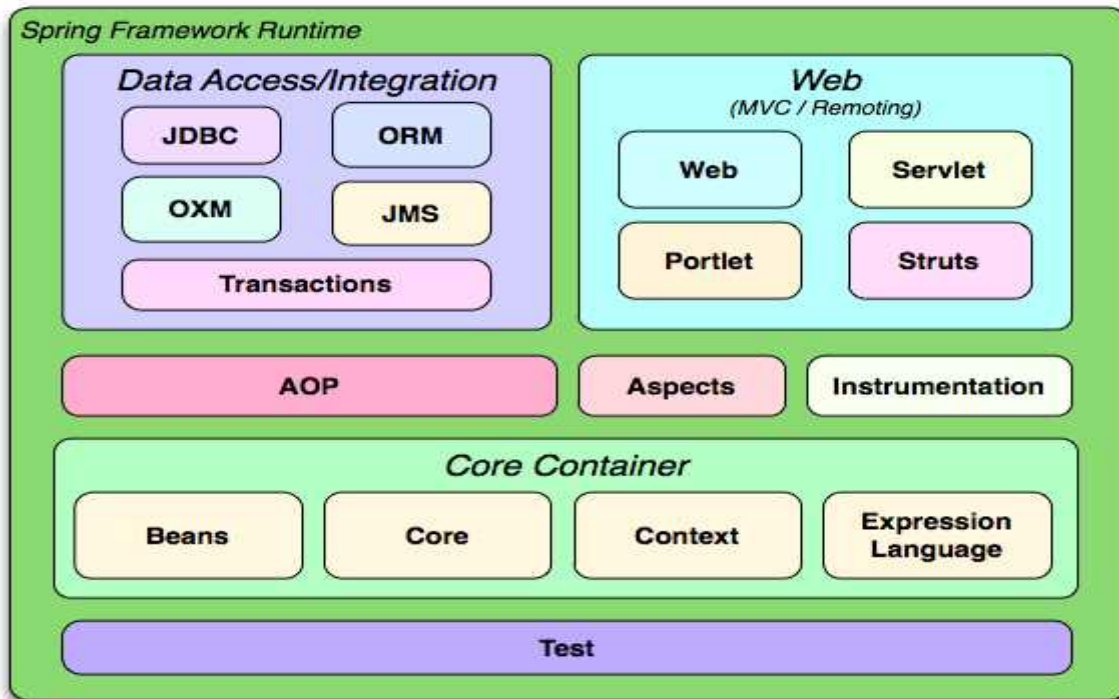 Spring Framework Runtime
Data Access/Integration
JDBC
ORM
OXM
JMS
Transactions
Web
(MVC / Remoting)
Web
Servlet
Portlet
Struts
AOP
Aspects
Instrumentation
Core Container
Beans
Core
Context
Expression
Language
Test